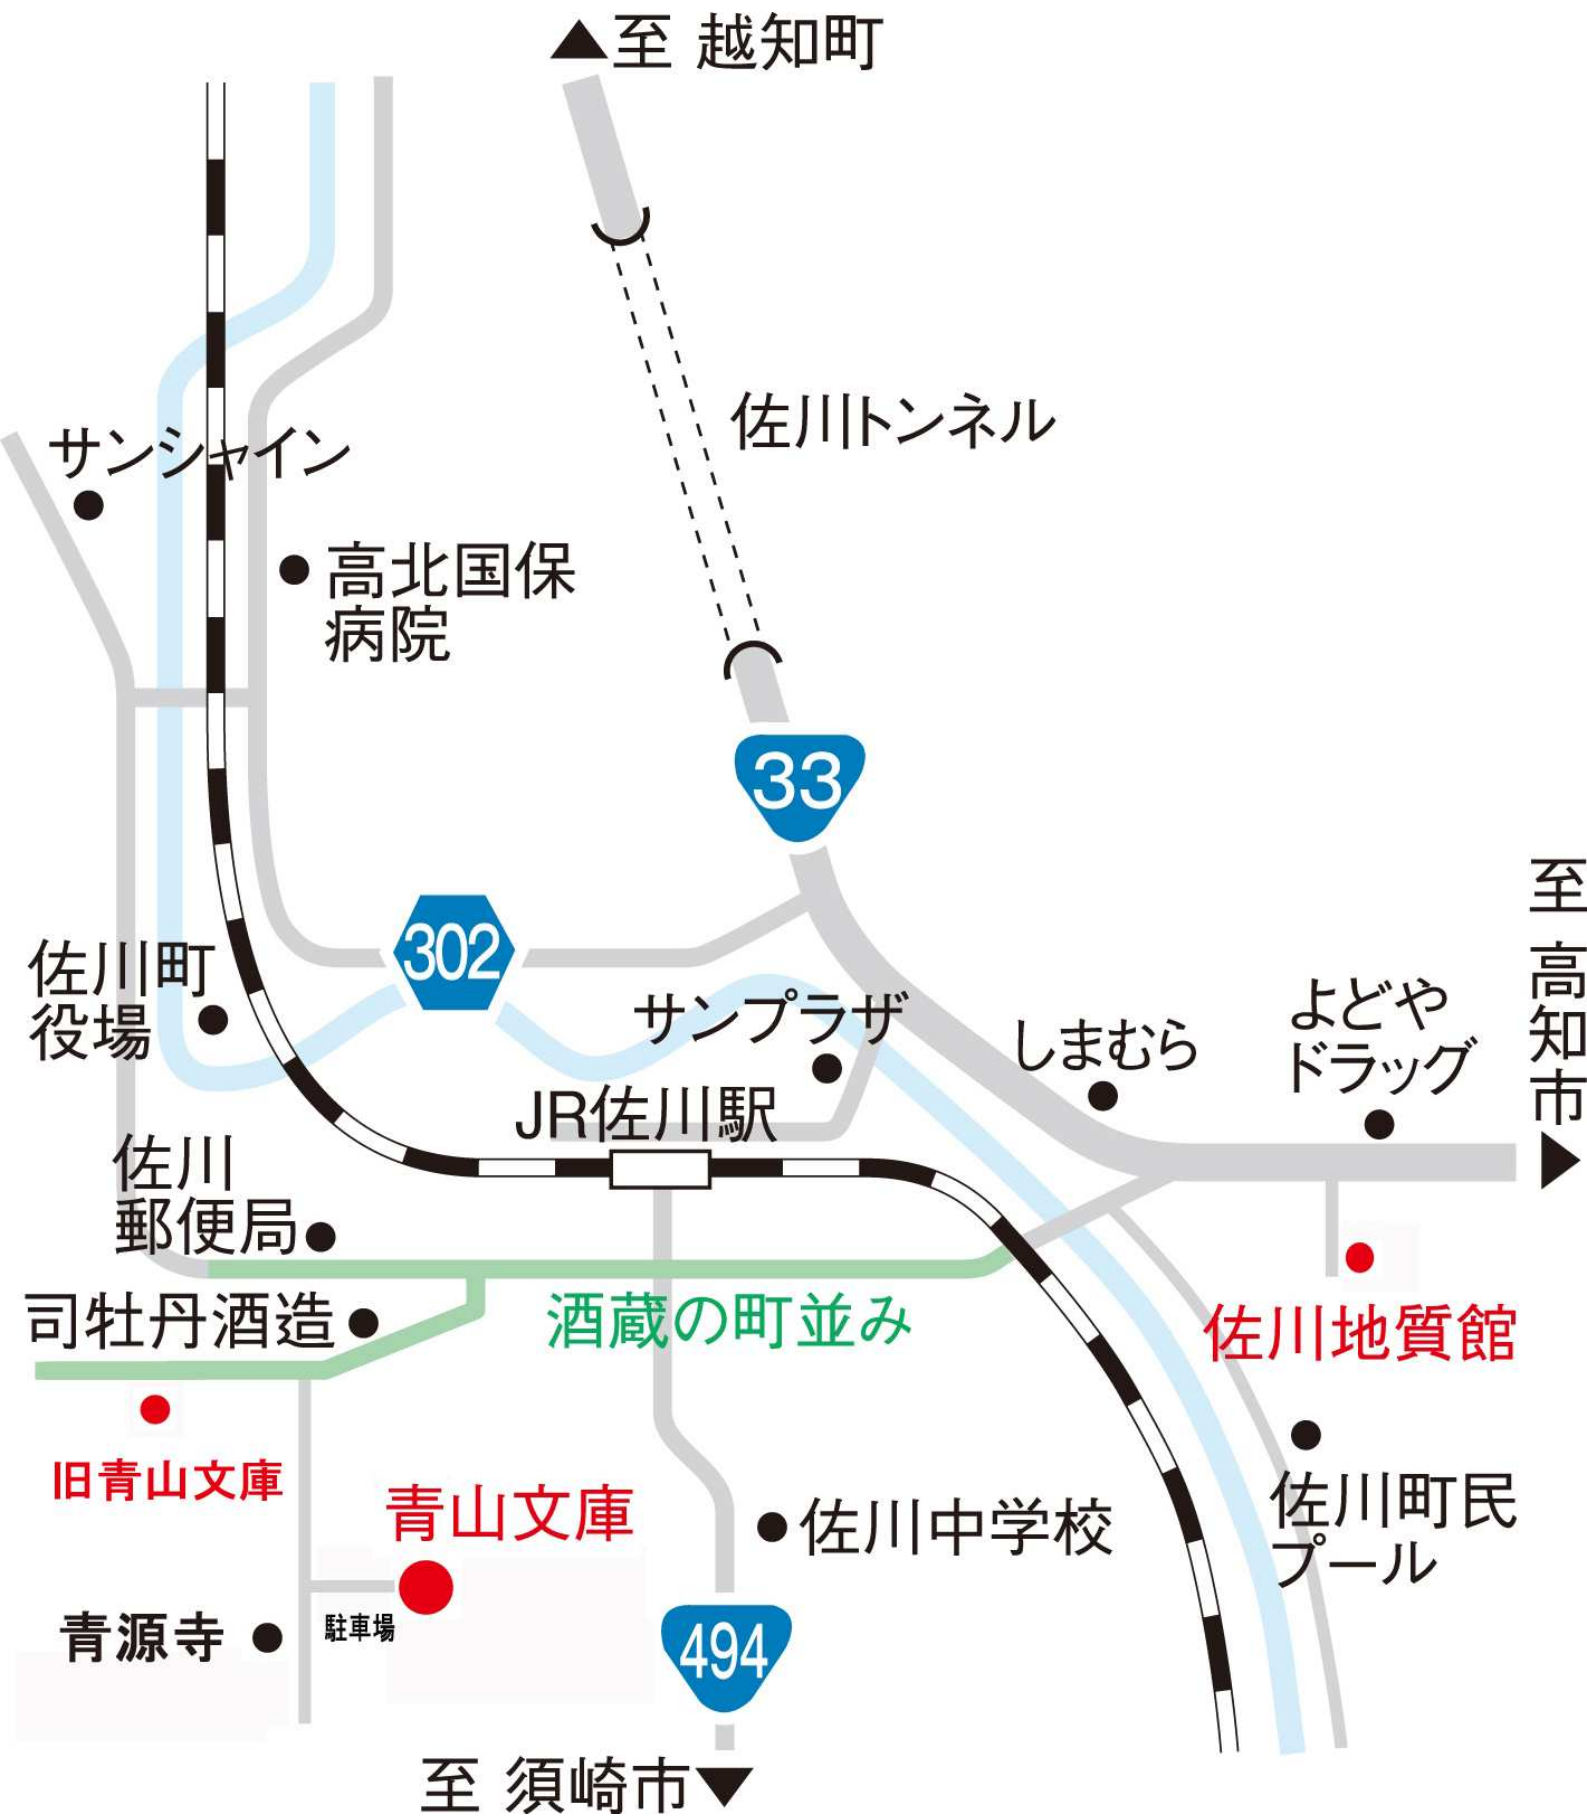 ▲至 越知町
佐川トンネル
サンシャイン
高北国保
病院
33
302
至 高知市▶
佐川町
役場
サンプラザ
しまむら
よどや
ドラッグ
JR佐川駅
佐川
郵便局
司牡丹酒造
酒蔵の町並み
佐川地質館
旧青山文庫
青山文庫
佐川中学校
佐川町民
プール
青源寺
駐車場
494
至 須崎市▼